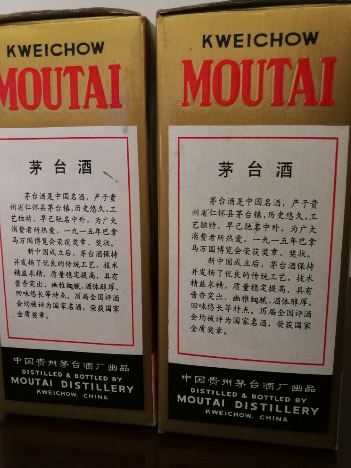 KWEICHOW
MOUTAI
茅台酒
茅台酒是中国名酒，产于贵
州省仁怀县茅台镇，历史悠久，工
艺独特，早已驰名中外，为广大
消费者所热爱，一九一五年巴拿
马万国博览会荣获奖章、奖状。
新中国成立后，茅台酒保持
并发扬了优良的传统工艺，技术
精益求精，质量稳定提高，具有
酱香突出，幽雅细腻，酒体醇厚，
回味悠长等特点。历届全国评酒
会均被评为国家名酒，荣获国家
金质奖章。
中国贵州茅台酒厂出品
DISTILLED & BOTTLED BY
MOUTAI DISTILLERY
KWEICHOW, CHINA
KWEICHOW
MOUTAI
茅台酒
茅台酒是中国名酒，产于贵
州省仁怀县茅台镇，历史悠久，工
艺独特，早已驰名中外，为广大
消费者所热爱，一九一五年巴拿
马万国博览会荣获奖章、奖状。
新中国成立后，茅台酒保持
并发扬了优良的传统工艺，技术
精益求精，质量稳定提高，具有
酱香突出，幽雅细腻，酒体醇厚，
回味悠长等特点。历届全国评酒
会均被评为国家名酒，荣获国家
金质奖章。
中国贵州茅台酒厂出品
DISTILLED & BOTTLED BY
MOUTAI DISTILLERY
KWEICHOW, CHINA